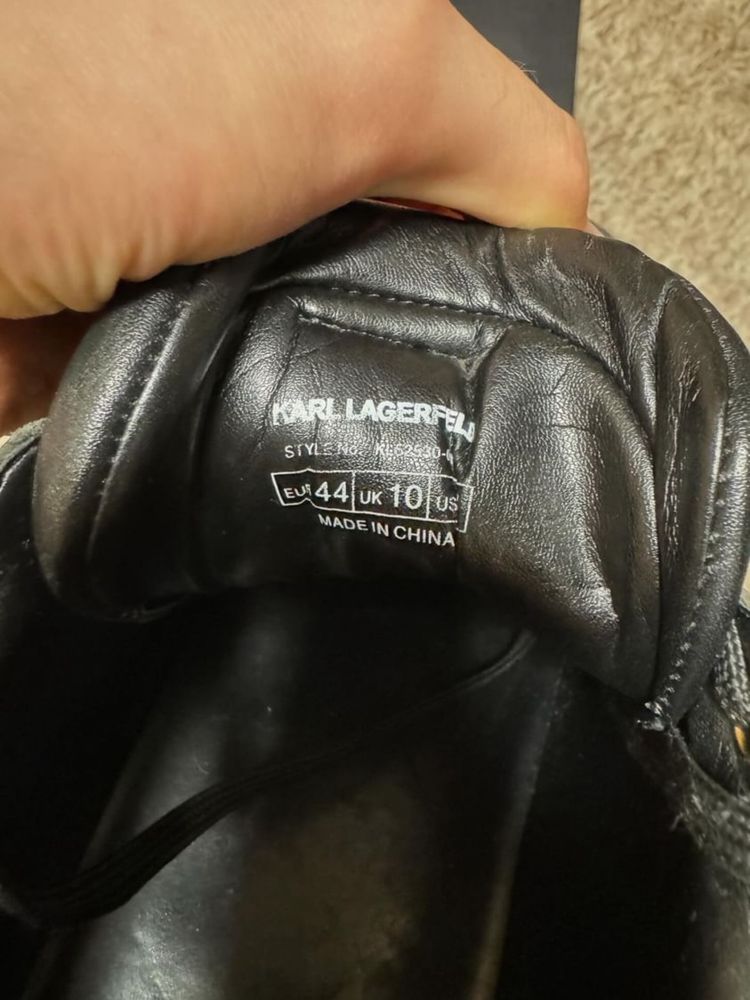 KARL LAGERFELD
STYLE No.
EUR 44 UK 10 US
MADE IN CHINA